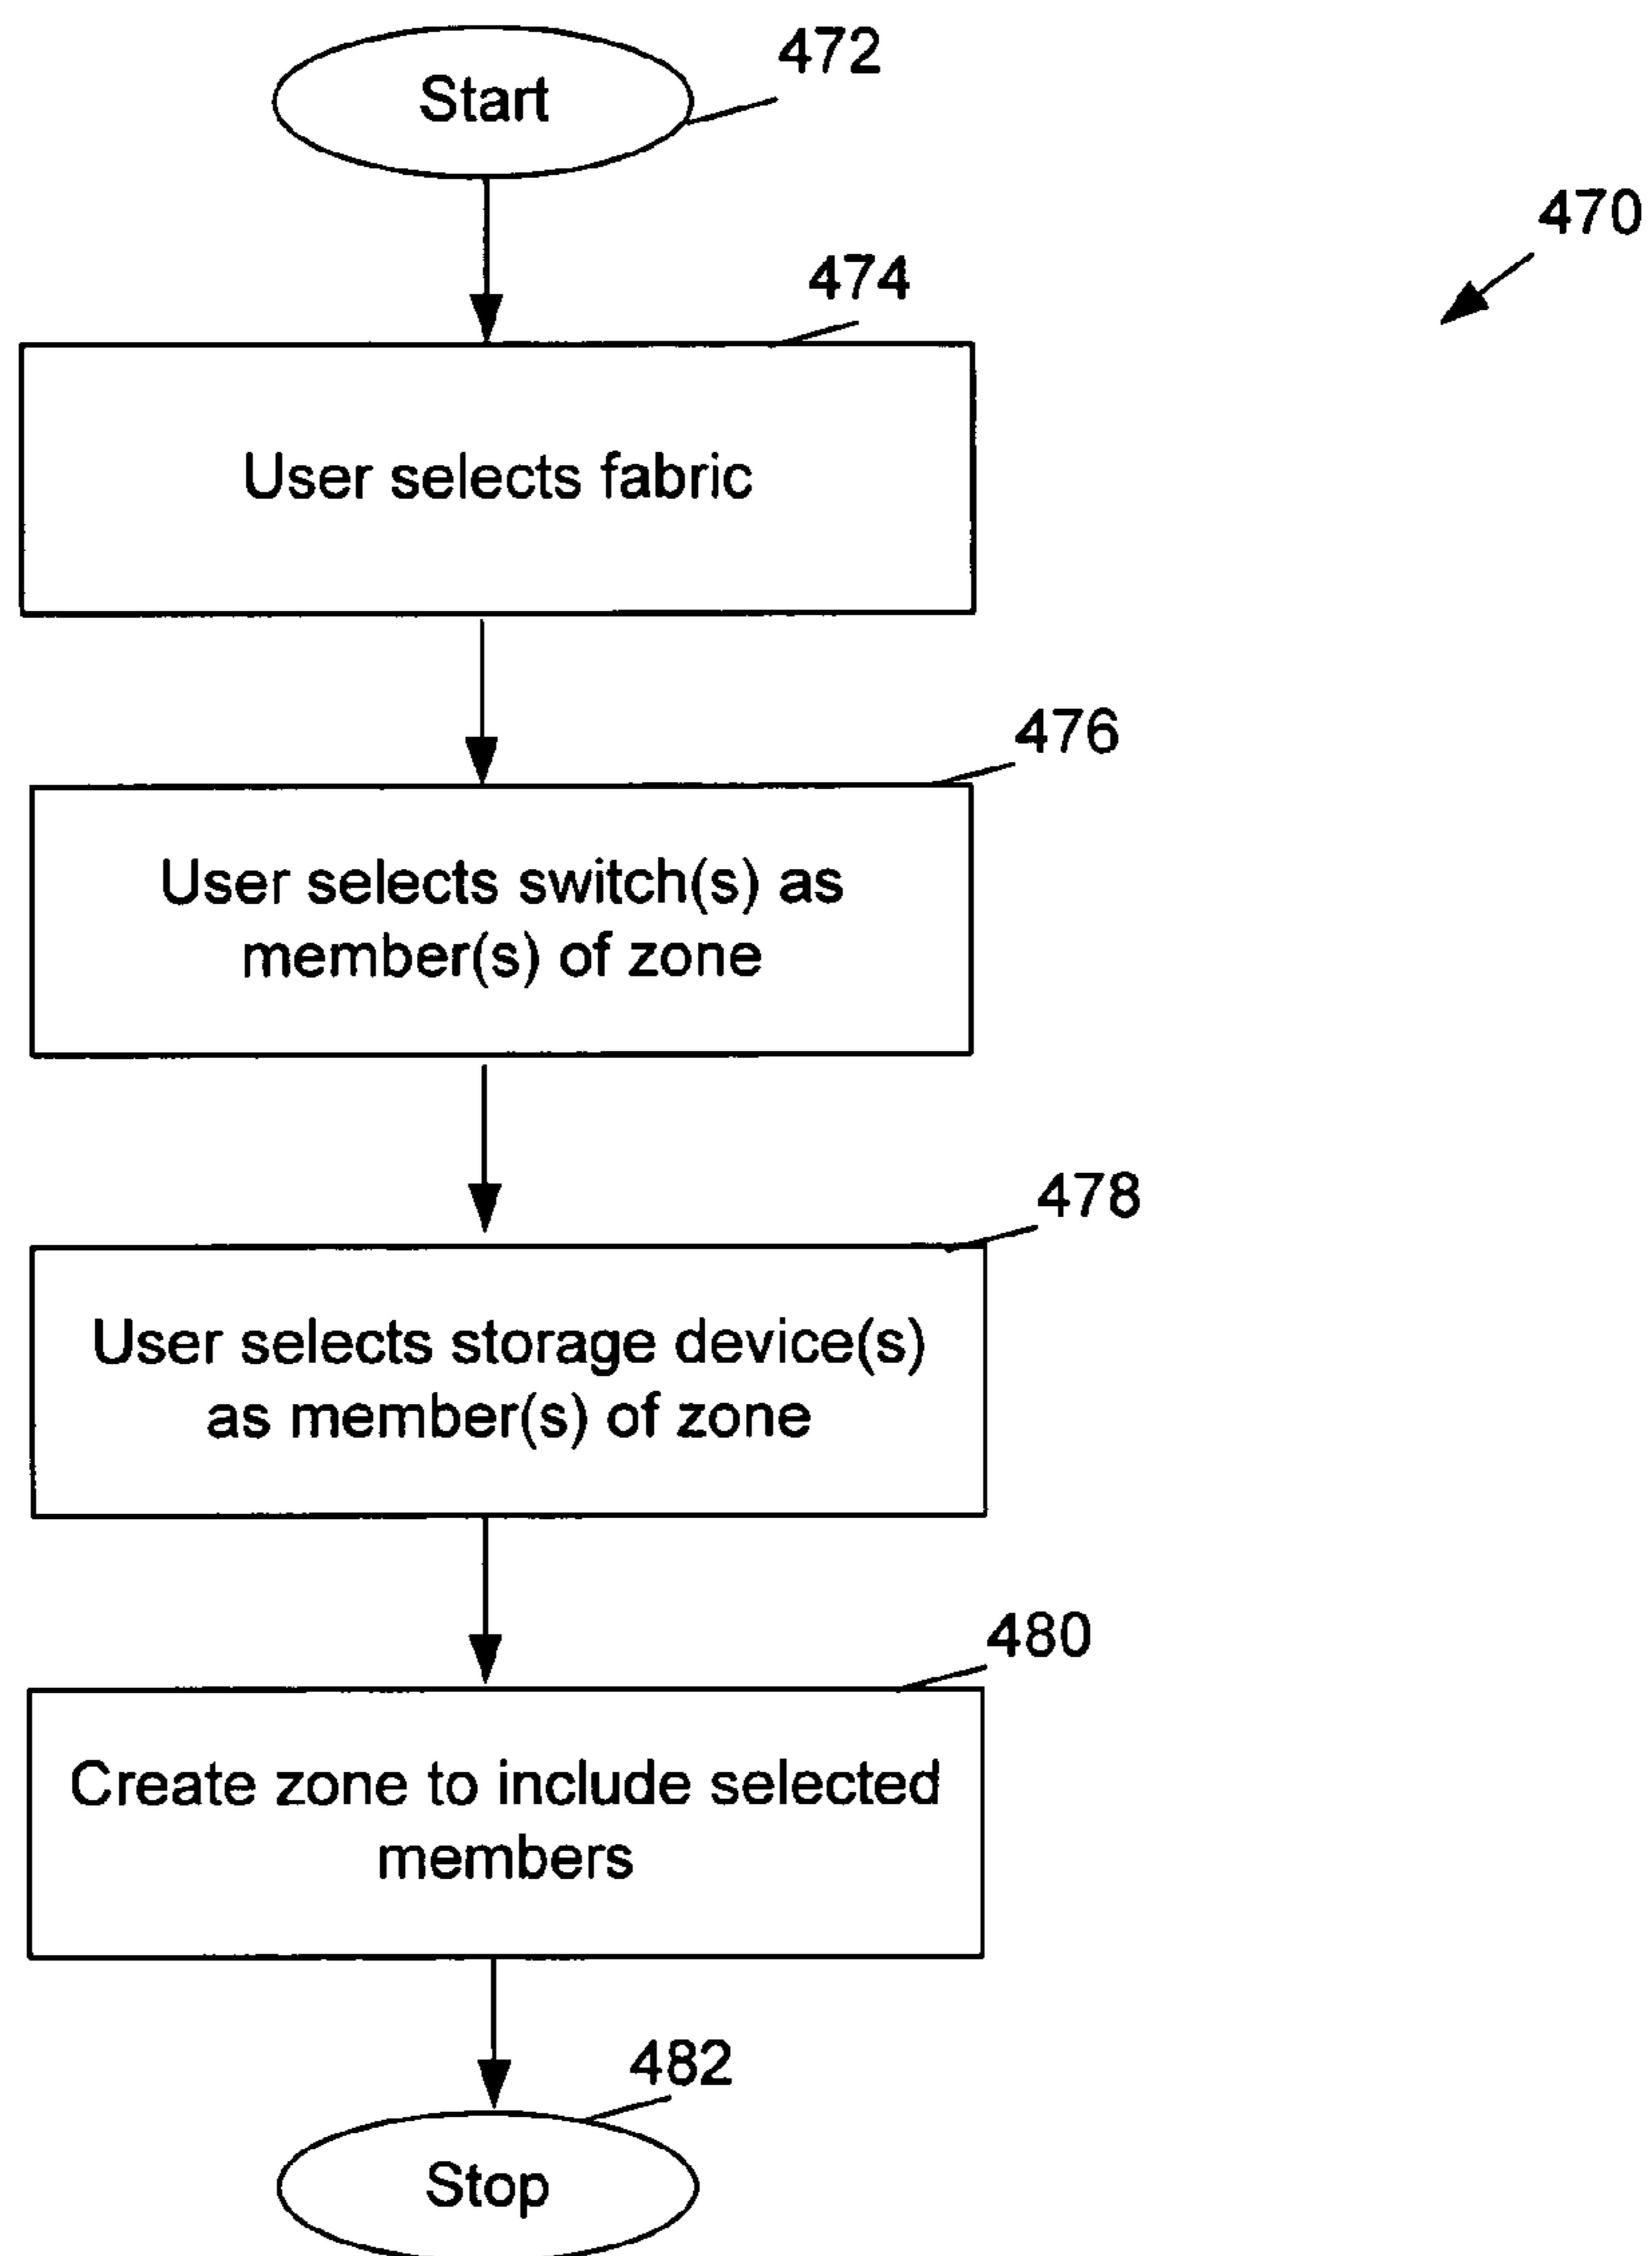 Start
472
470
474
User selects fabric
476
User selects switch(s) as
member(s) of zone
478
User selects storage device(s)
as member(s) of zone
480
Create zone to include selected
members
482
Stop